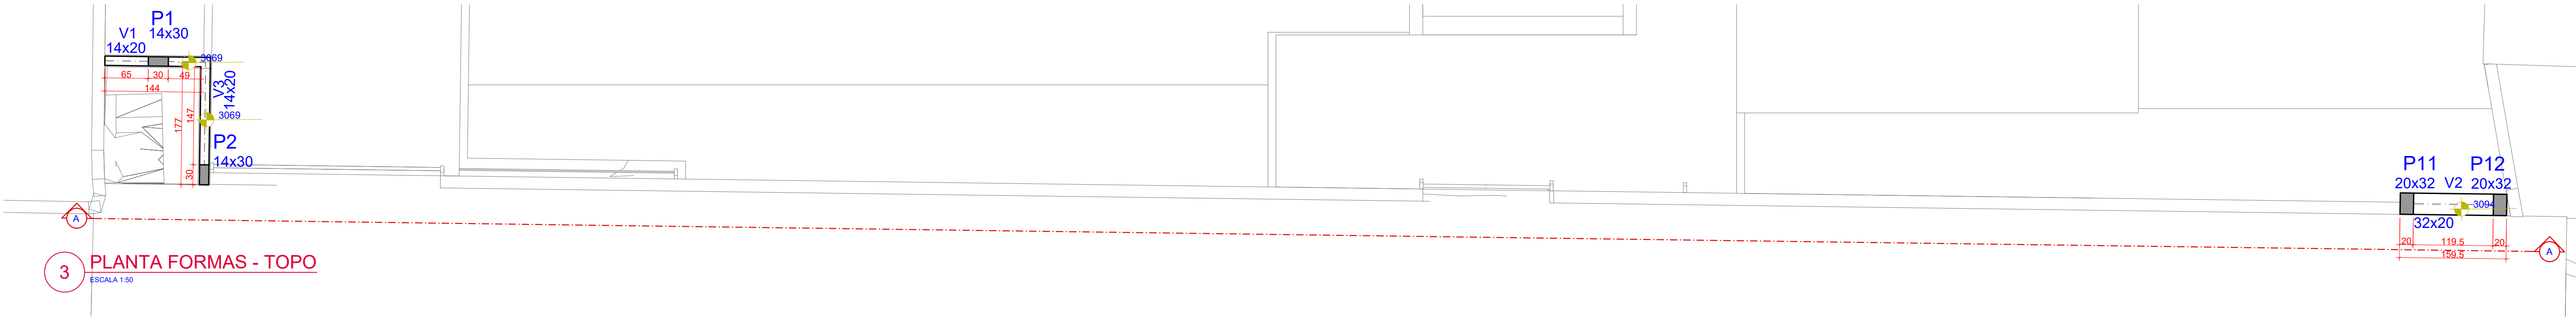 P1
V1 14x30
14x20
3069
65 30 49
144
V3
14x20
147
177
3069
P2
14x30
30
P11 P12
20x32 V2 20x32
3094
32x20
20 119.5 20
159.5
A
A
3 PLANTA FORMAS - TOPO
ESCALA 1:50